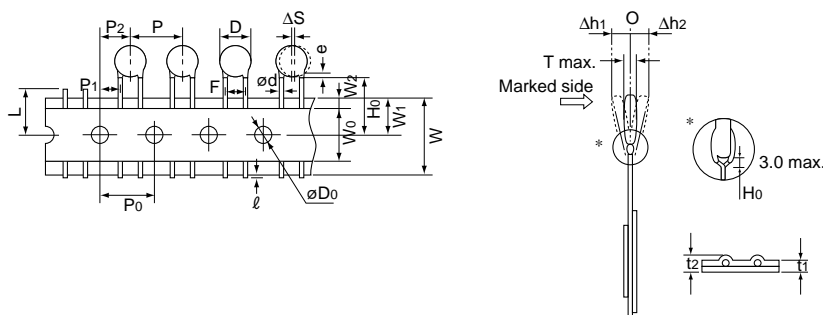 P2 P D ΔS
e
P1 F ød W2
L
W0 H0 W1 W
P0 ℓ øD0
Δh1 O Δh2
T max.
Marked side
*
*
3.0 max.
H0
t2 t1